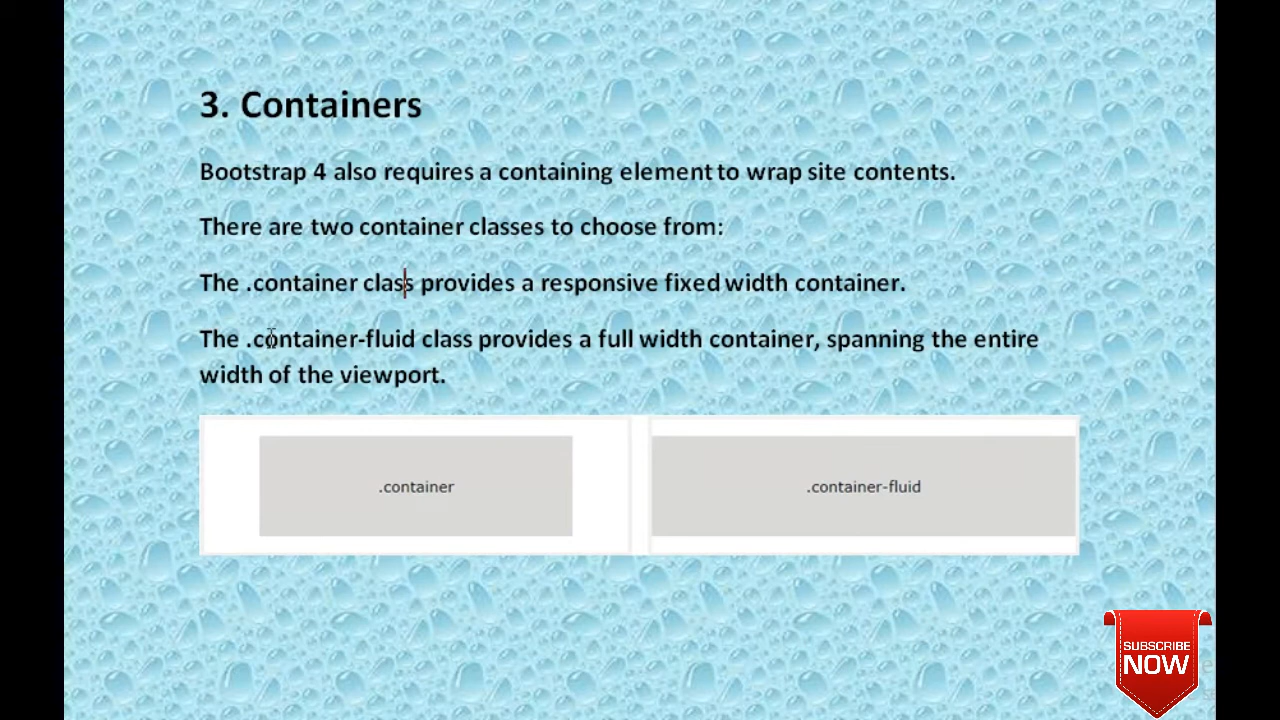 3. Containers
Bootstrap 4 also requires a containing element to wrap site contents.
There are two container classes to choose from:
The .container class provides a responsive fixed width container.
The .container-fluid class provides a full width container, spanning the entire
width of the viewport.
.container
.container-fluid
SUBSCRIBE
NOW